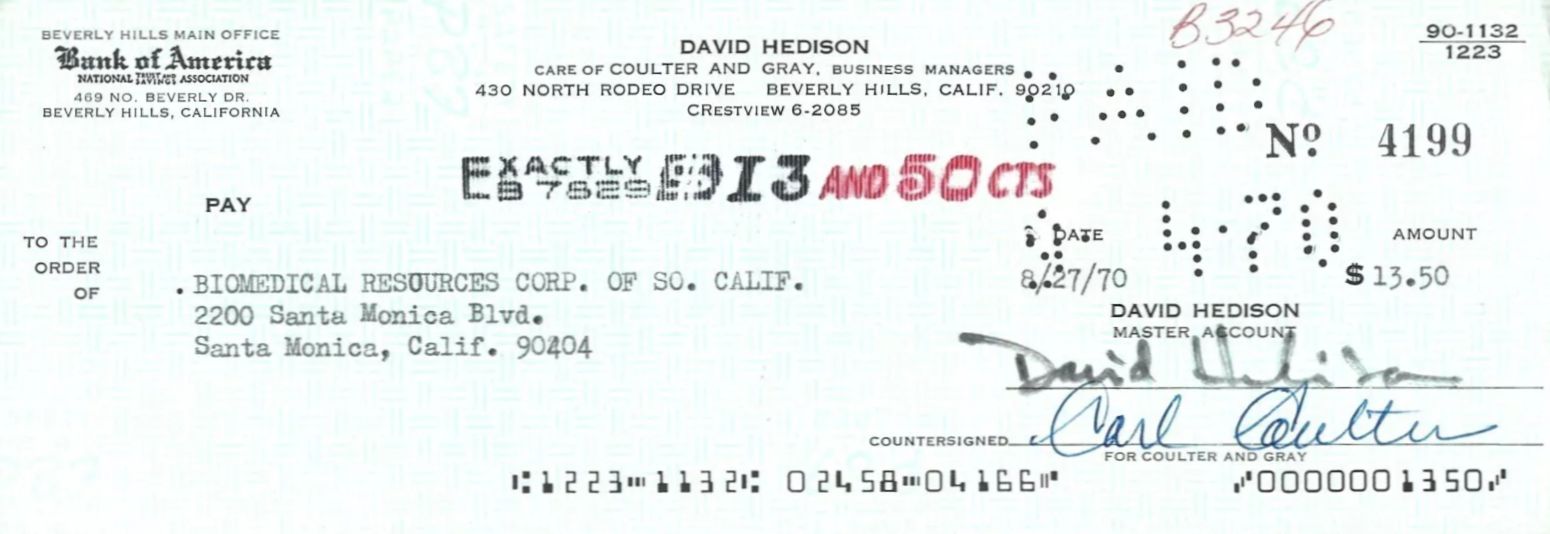 BEVERLY HILLS MAIN OFFICE
Bank of America
NATIONAL TRUST AND SAVINGS ASSOCIATION
469 NO. BEVERLY DR.
BEVERLY HILLS, CALIFORNIA
DAVID HEDISON
CARE OF COULTER AND GRAY, BUSINESS MANAGERS
430 NORTH RODEO DRIVE BEVERLY HILLS, CALIF. 90210
CRESTVIEW 6-2085
B3246
90-1132
1223
PAID
Nº 4199
EXACTLY 13 AND 50 CTS
PAY
4·70
DATE
AMOUNT
TO THE
ORDER
OF
8/27/70
$13.50
BIOMEDICAL RESOURCES CORP. OF SO. CALIF.
2200 Santa Monica Blvd.
Santa Monica, Calif. 90404
DAVID HEDISON
MASTER ACCOUNT
David Hedison
COUNTERSIGNED Carl Coulter
FOR COULTER AND GRAY
⑆1223⑉1132⑆ 02458⑉04166⑈ ⑇0000001350⑇